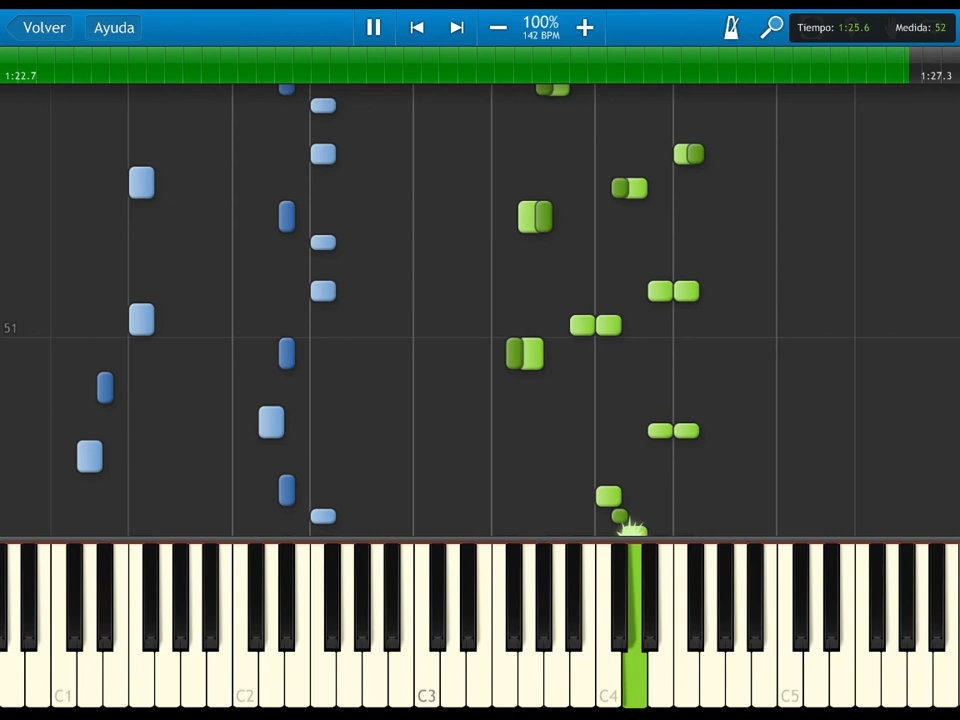 Volver
Ayuda
100%
142 BPM
Tiempo: 1:25.6
Medida: 52
1:22.7
1:27.3
51
C1
C2
C3
C4
C5